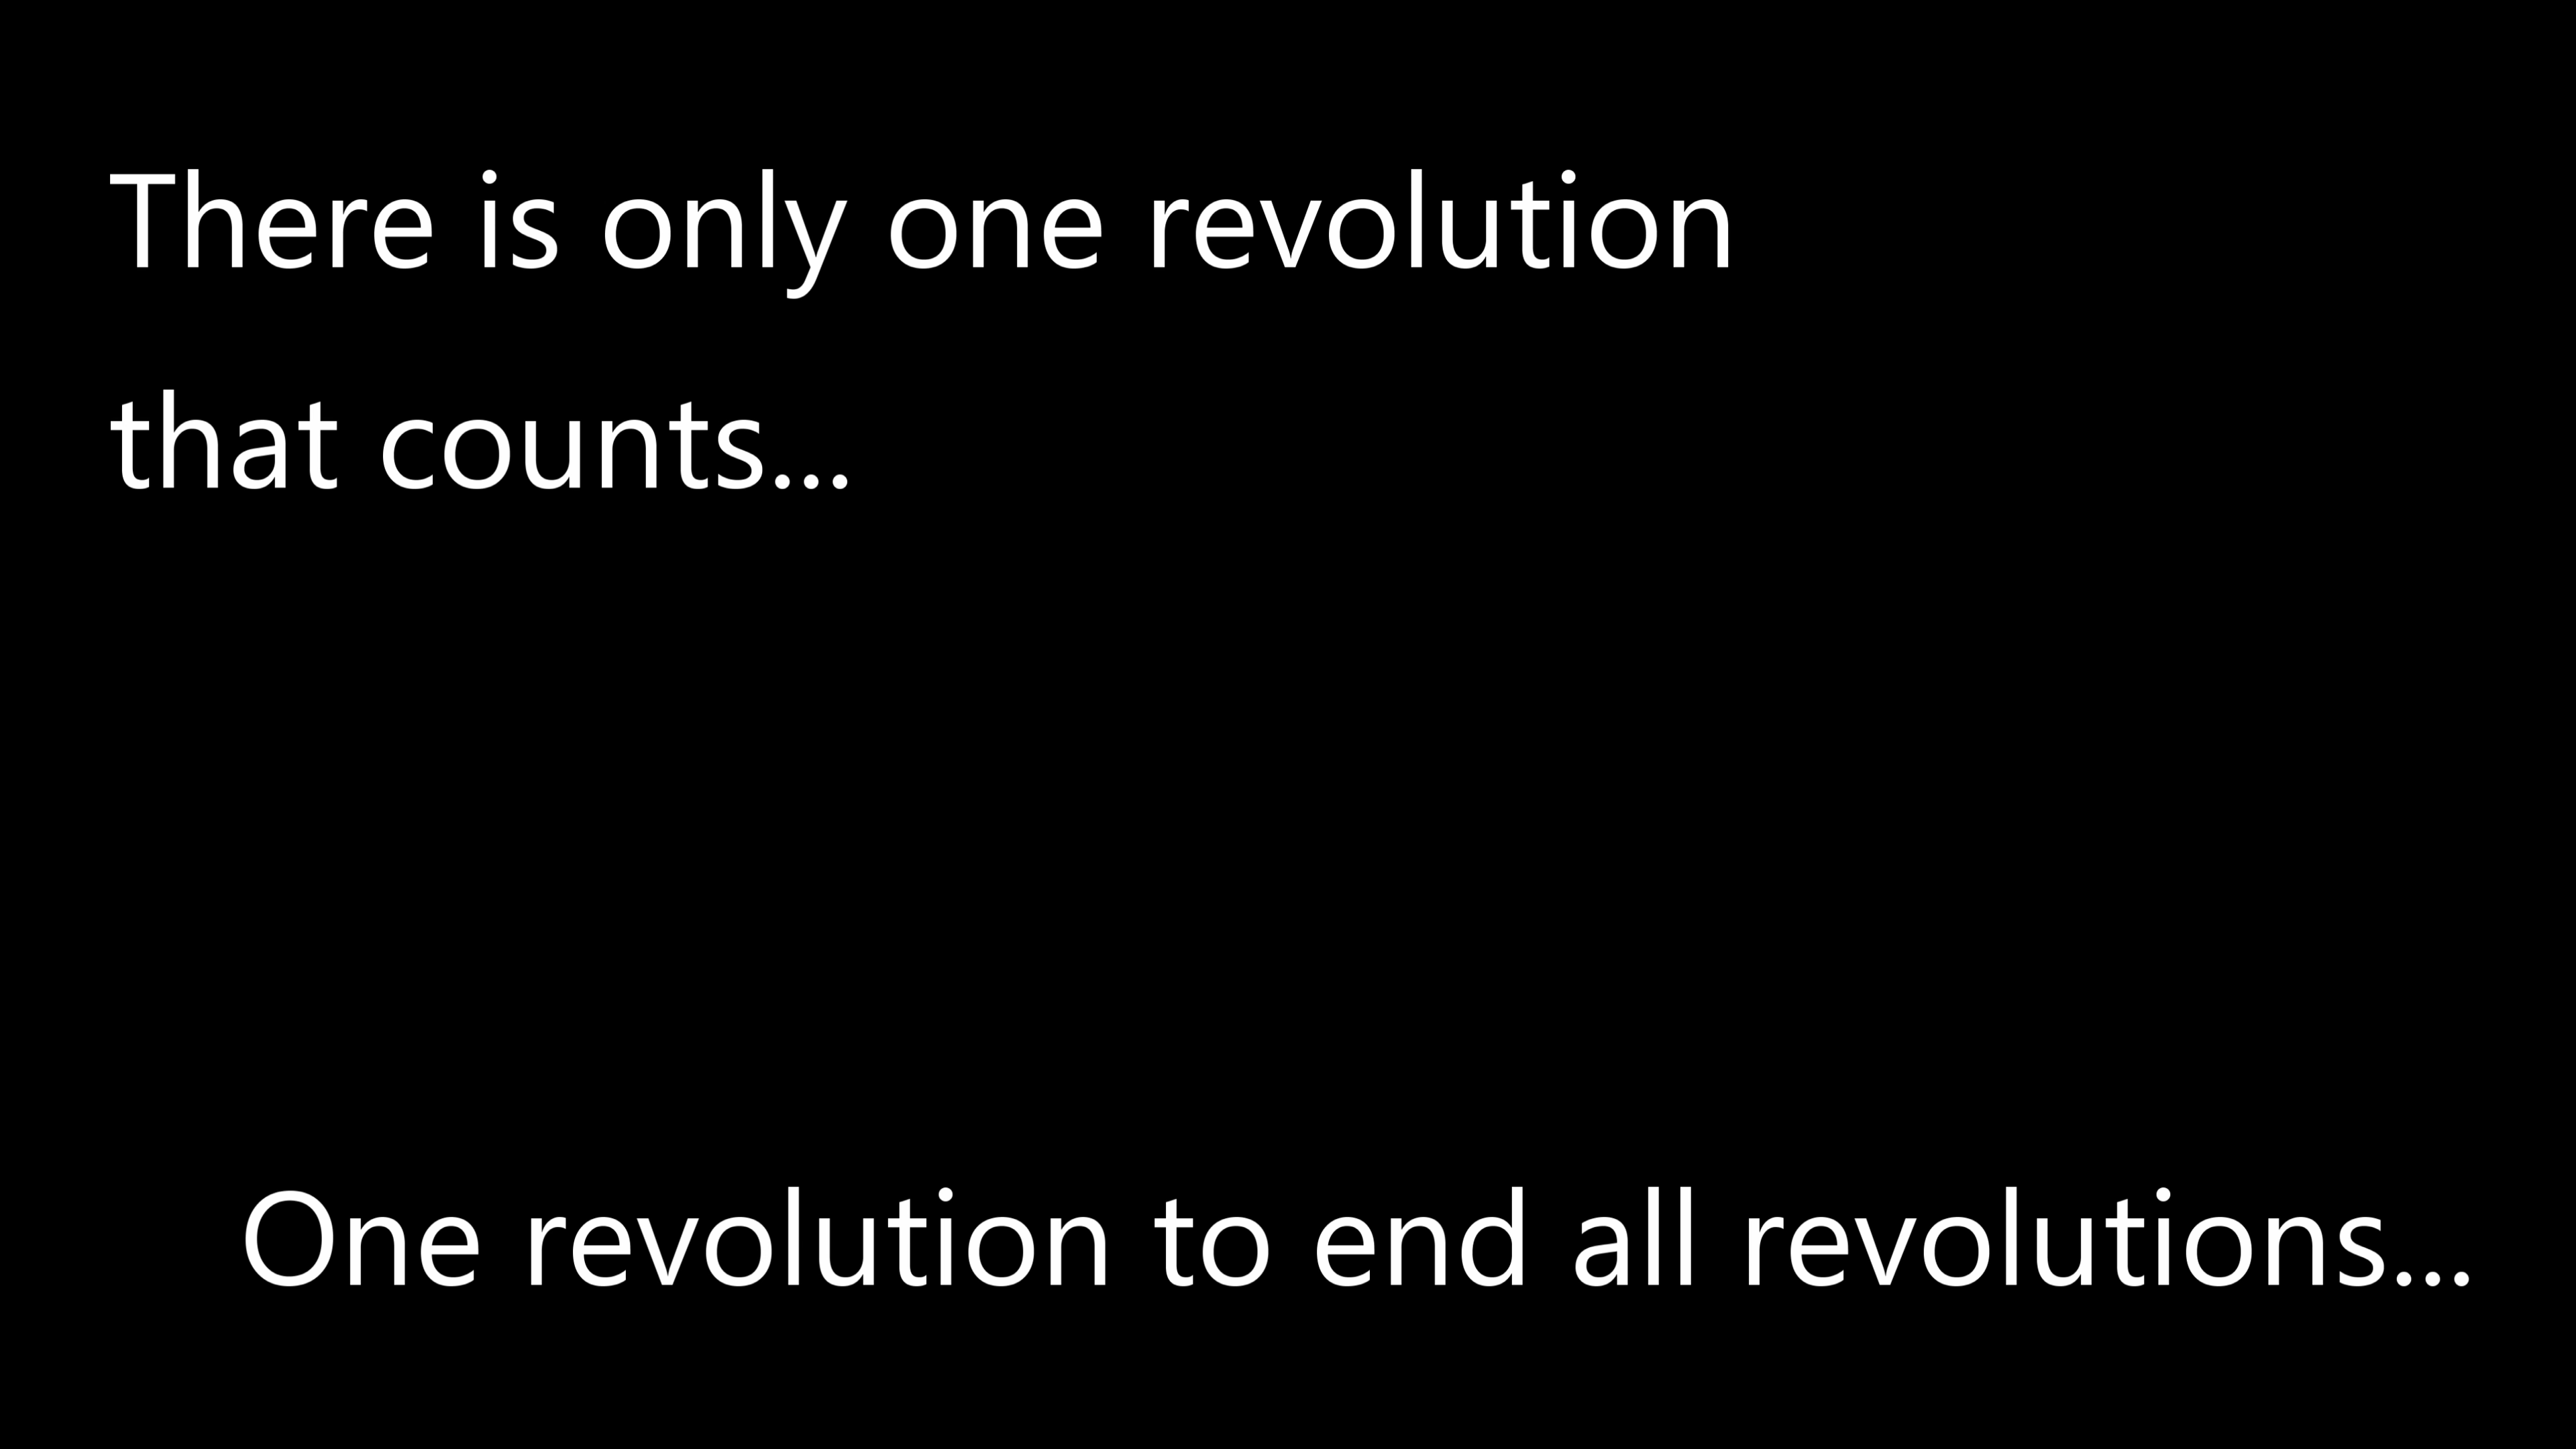 There is only one revolution
that counts...
One revolution to end all revolutions...